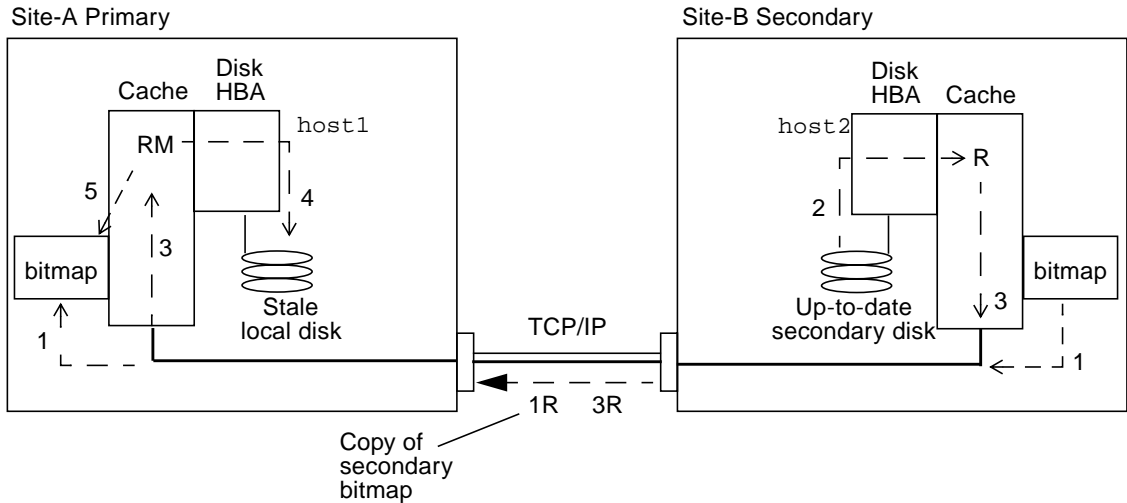 Site-A Primary
Site-B Secondary
Disk
HBA
Cache
host1
RM
5
4
3
bitmap
1
Stale
local disk
Disk
HBA
Cache
host2
R
2
3
bitmap
1
Up-to-date
secondary disk
TCP/IP
1R 3R
Copy of
secondary
bitmap